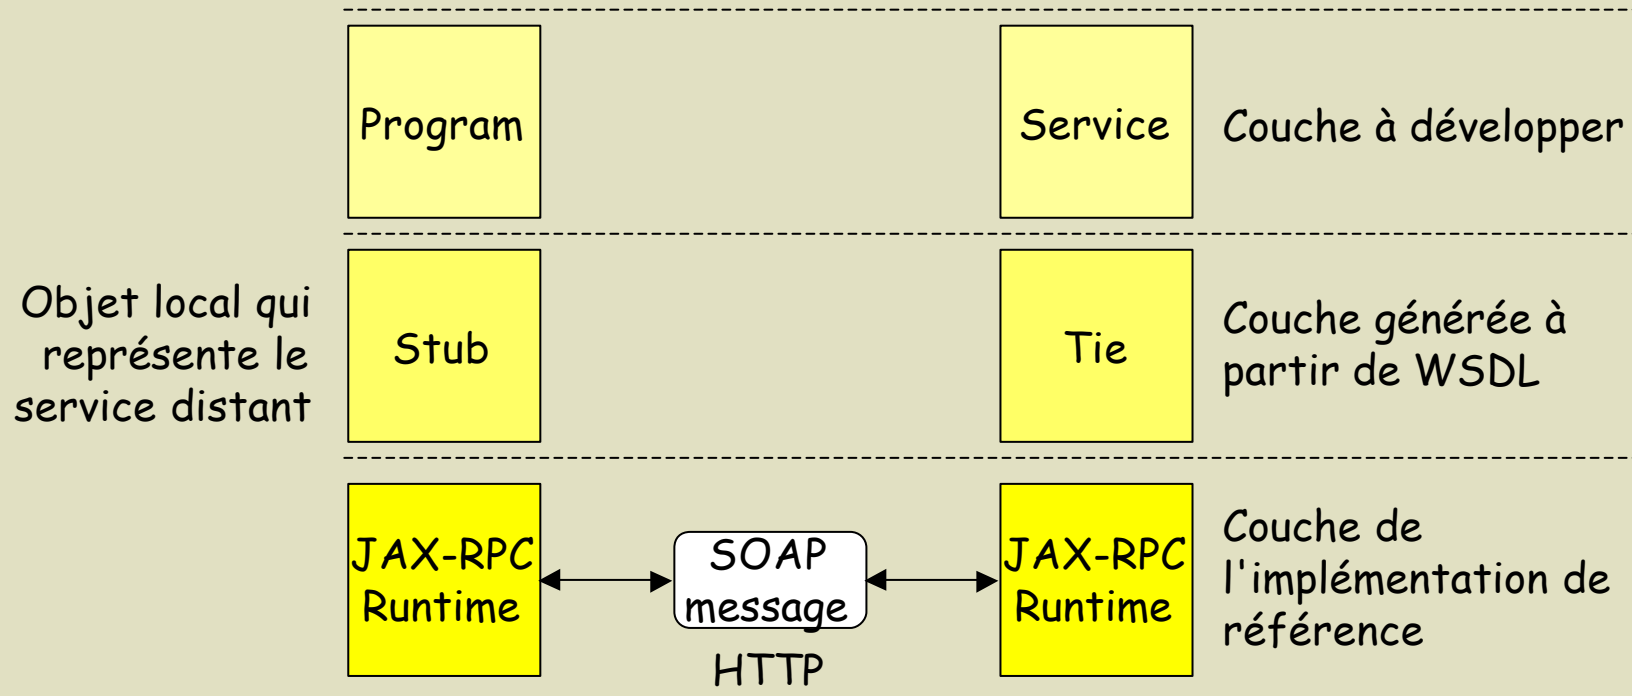 Program
Service
Couche à développer
Objet local qui
représente le
service distant
Stub
Tie
Couche générée à
partir de WSDL
JAX-RPC
Runtime
SOAP
message
HTTP
JAX-RPC
Runtime
Couche de
l'implémentation de
référence